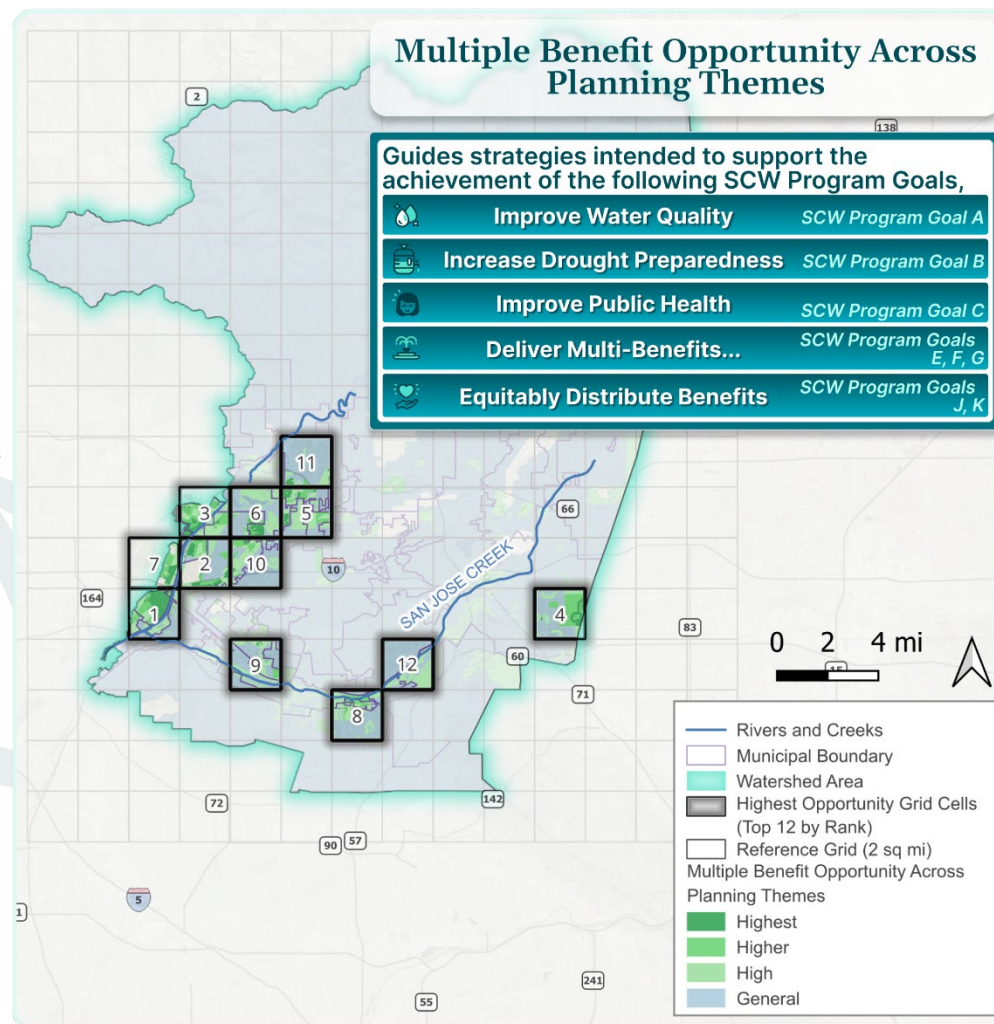 Multiple Benefit Opportunity Across
Planning Themes
Guides strategies intended to support the
achievement of the following SCW Program Goals,
Improve Water Quality SCW Program Goal A
Increase Drought Preparedness SCW Program Goal B
Improve Public Health SCW Program Goal C
Deliver Multi-Benefits... SCW Program Goals
E, F, G
Equitably Distribute Benefits SCW Program Goals
J, K
2
138
11
3
6
5
66
7
2
10
10
SAN JOSE CREEK
164
1
4
83
9
12
60
0 2 4 mi
15
71
8
72
142
90
57
5
1
241
55
Rivers and Creeks
Municipal Boundary
Watershed Area
Highest Opportunity Grid Cells
(Top 12 by Rank)
Reference Grid (2 sq mi)
Multiple Benefit Opportunity Across
Planning Themes
Highest
Higher
High
General